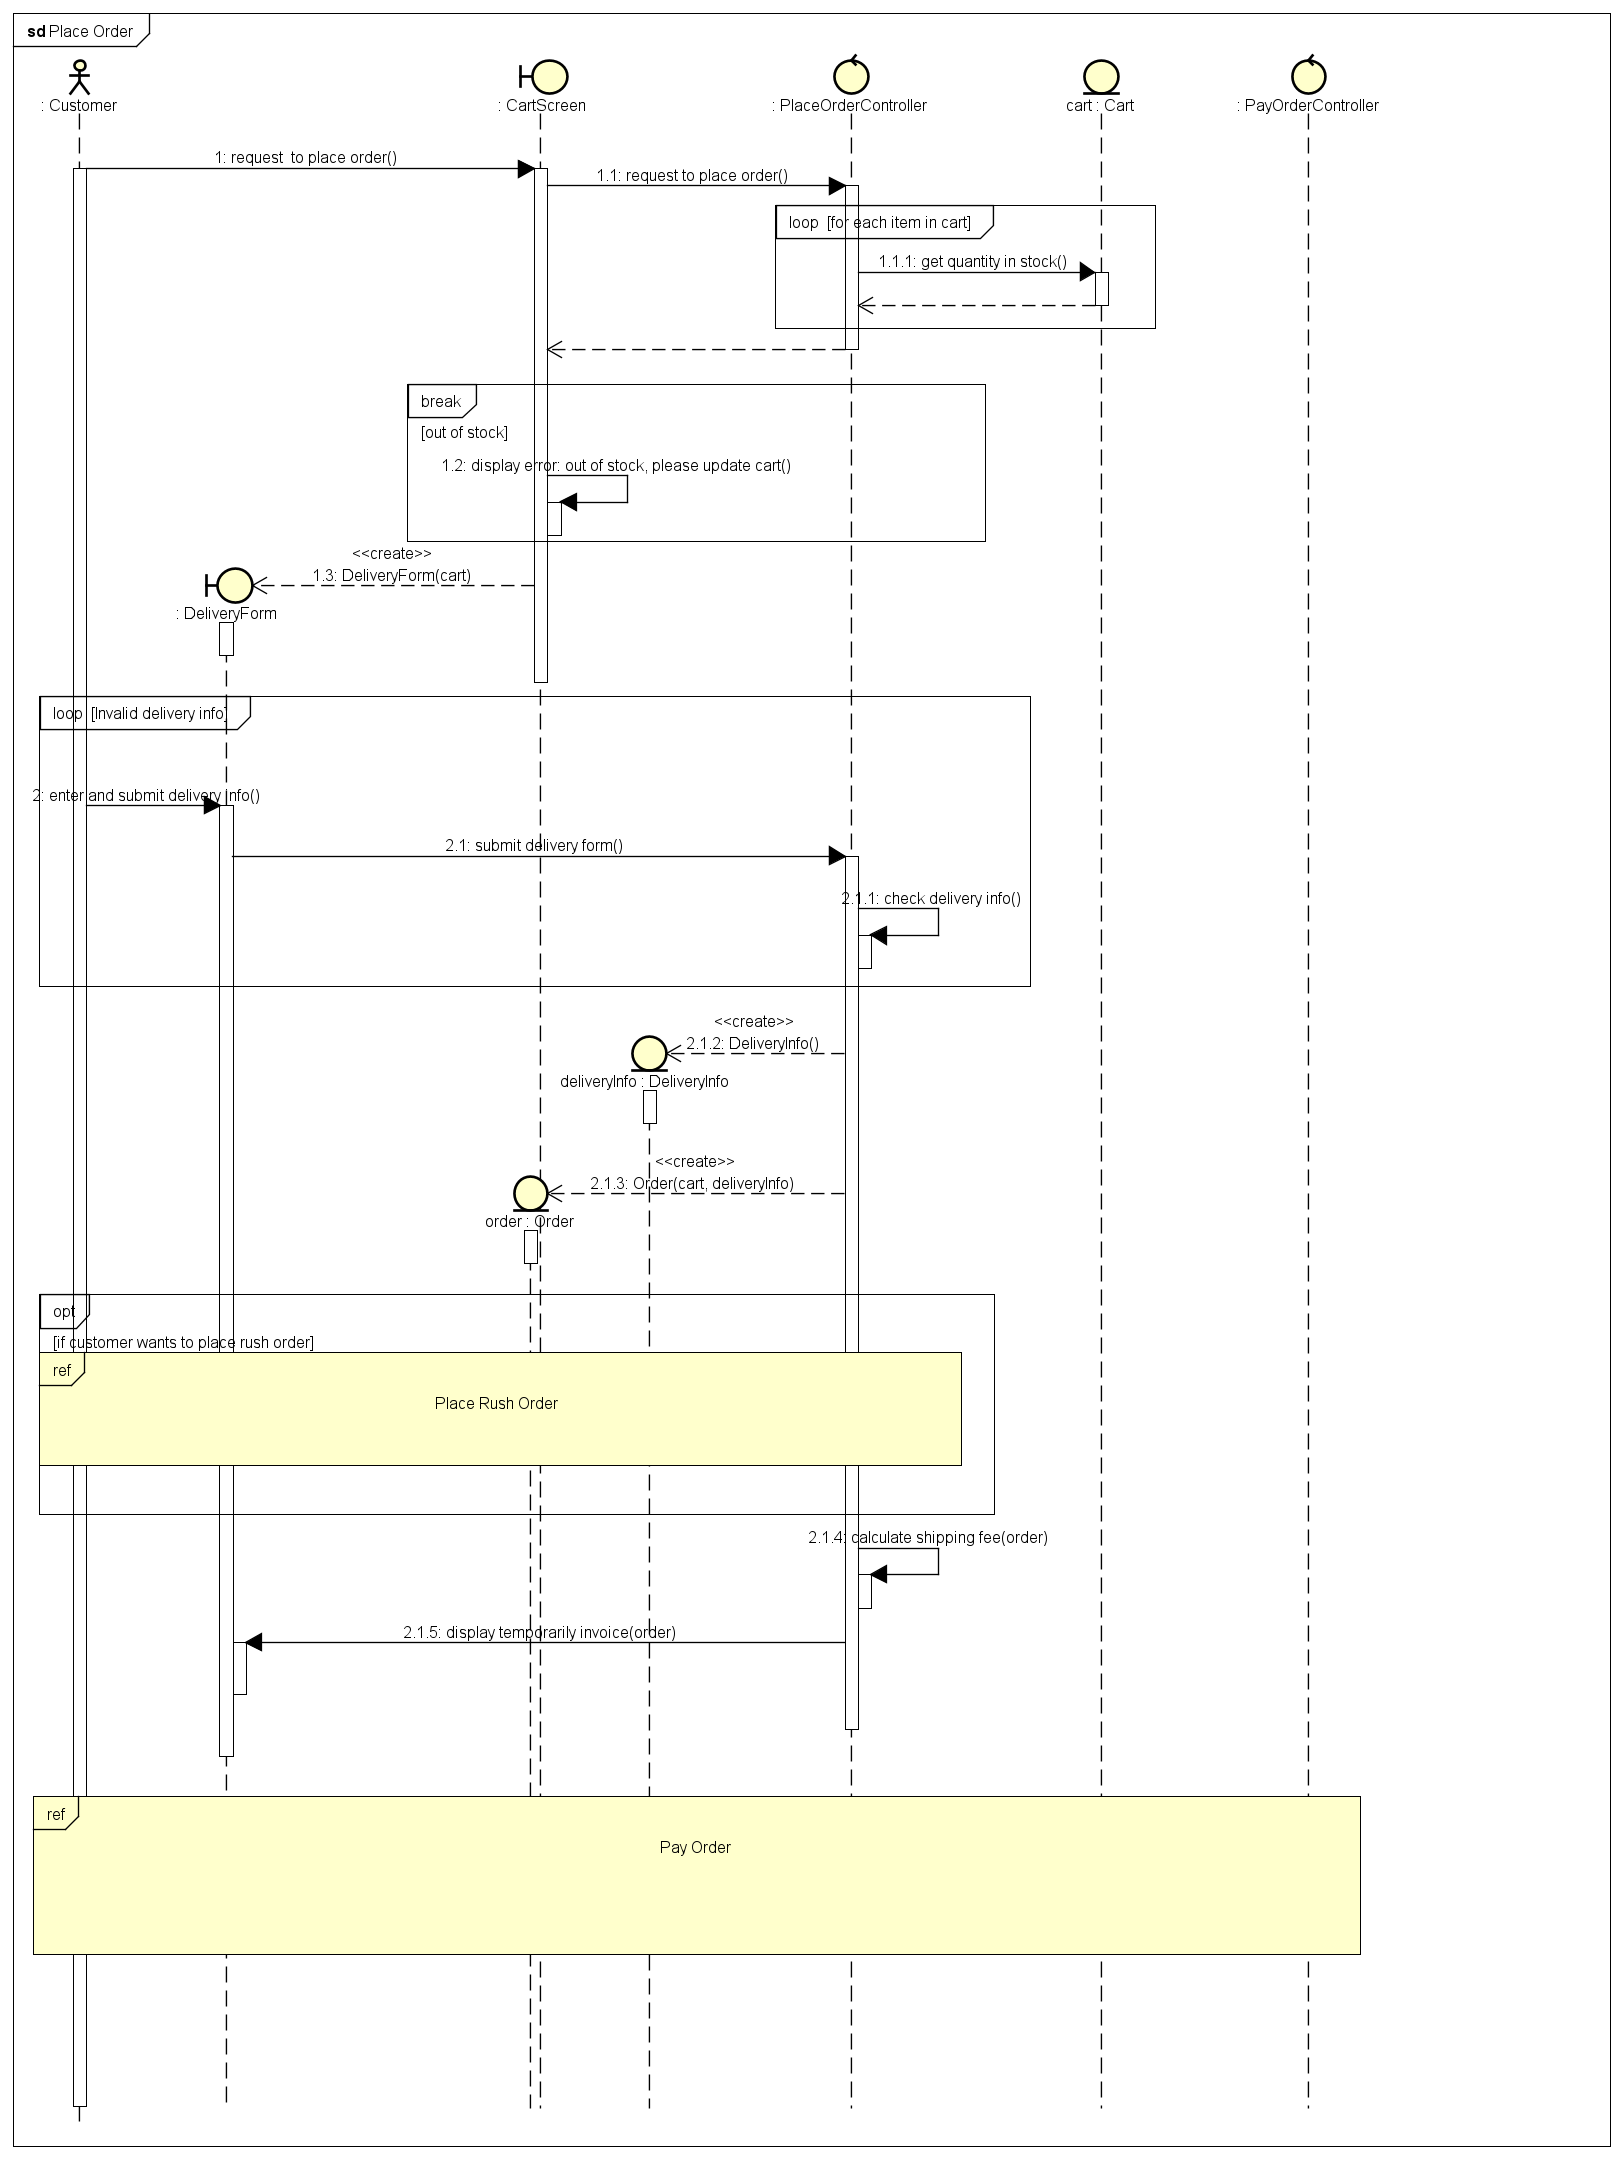 sd Place Order
: Customer
: CartScreen
: PlaceOrderController
cart : Cart
: PayOrderController
1: request  to place order()
1.1: request to place order()
loop  [for each item in cart]
1.1.1: get quantity in stock()
break
[out of stock]
1.2: display error: out of stock, please update cart()
<<create>>
1.3: DeliveryForm(cart)
: DeliveryForm
loop  [Invalid delivery info]
2: enter and submit delivery info()
2.1: submit delivery form()
2.1.1: check delivery info()
<<create>>
2.1.2: DeliveryInfo()
deliveryInfo : DeliveryInfo
<<create>>
2.1.3: Order(cart, deliveryInfo)
order : Order
opt
[if customer wants to place rush order]
ref
Place Rush Order
2.1.4: calculate shipping fee(order)
2.1.5: display temporarily invoice(order)
ref
Pay Order